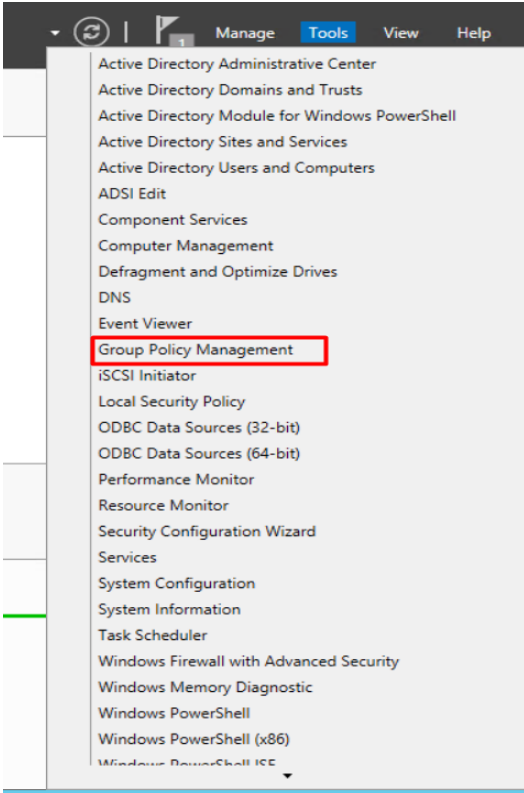 1 Manage Tools View Help
Active Directory Administrative Center
Active Directory Domains and Trusts
Active Directory Module for Windows PowerShell
Active Directory Sites and Services
Active Directory Users and Computers
ADSI Edit
Component Services
Computer Management
Defragment and Optimize Drives
DNS
Event Viewer
Group Policy Management
iSCSI Initiator
Local Security Policy
ODBC Data Sources (32-bit)
ODBC Data Sources (64-bit)
Performance Monitor
Resource Monitor
Security Configuration Wizard
Services
System Configuration
System Information
Task Scheduler
Windows Firewall with Advanced Security
Windows Memory Diagnostic
Windows PowerShell
Windows PowerShell (x86)
Windows PowerShell ISE